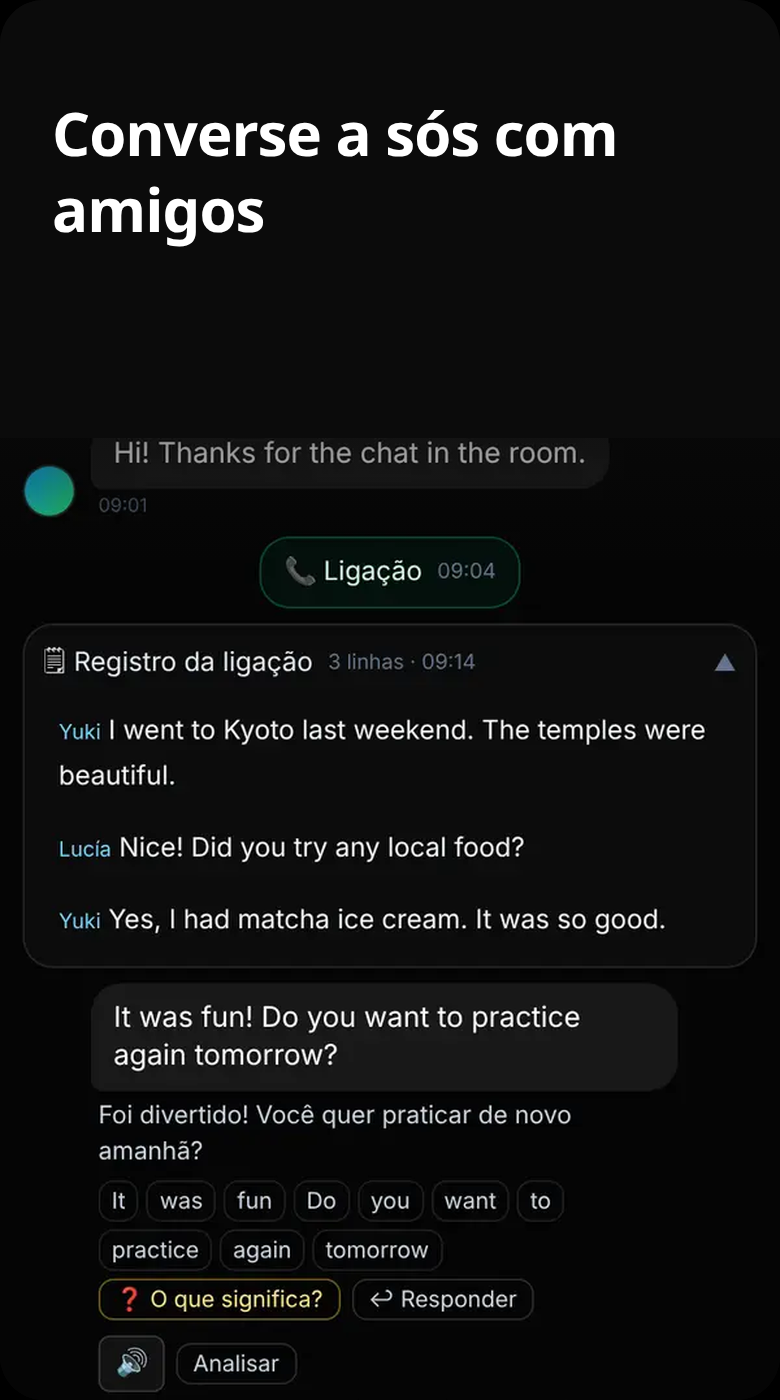 Converse a sós com
amigos
Hi! Thanks for the chat in the room.
09:01
Ligação 09:04
Registro da ligação 3 linhas · 09:14
Yuki I went to Kyoto last weekend. The temples were
beautiful.
Lucía Nice! Did you try any local food?
Yuki Yes, I had matcha ice cream. It was so good.
It was fun! Do you want to practice
again tomorrow?
Foi divertido! Você quer praticar de novo
amanhã?
It was fun Do you want to
practice again tomorrow
❓ O que significa? ↩ Responder
Analisar